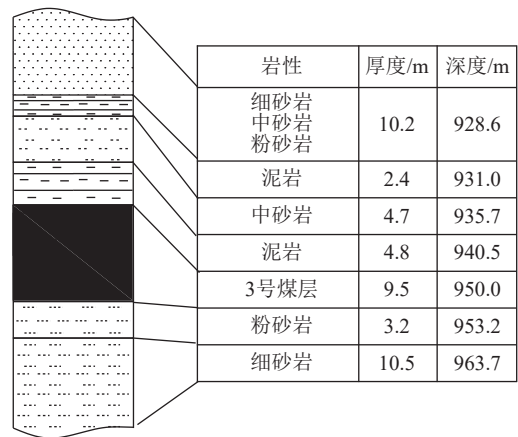 岩性 厚度/m 深度/m
细砂岩
中砂岩
粉砂岩
10.2 928.6
泥岩 2.4 931.0
中砂岩 4.7 935.7
泥岩 4.8 940.5
3号煤层 9.5 950.0
粉砂岩 3.2 953.2
细砂岩 10.5 963.7